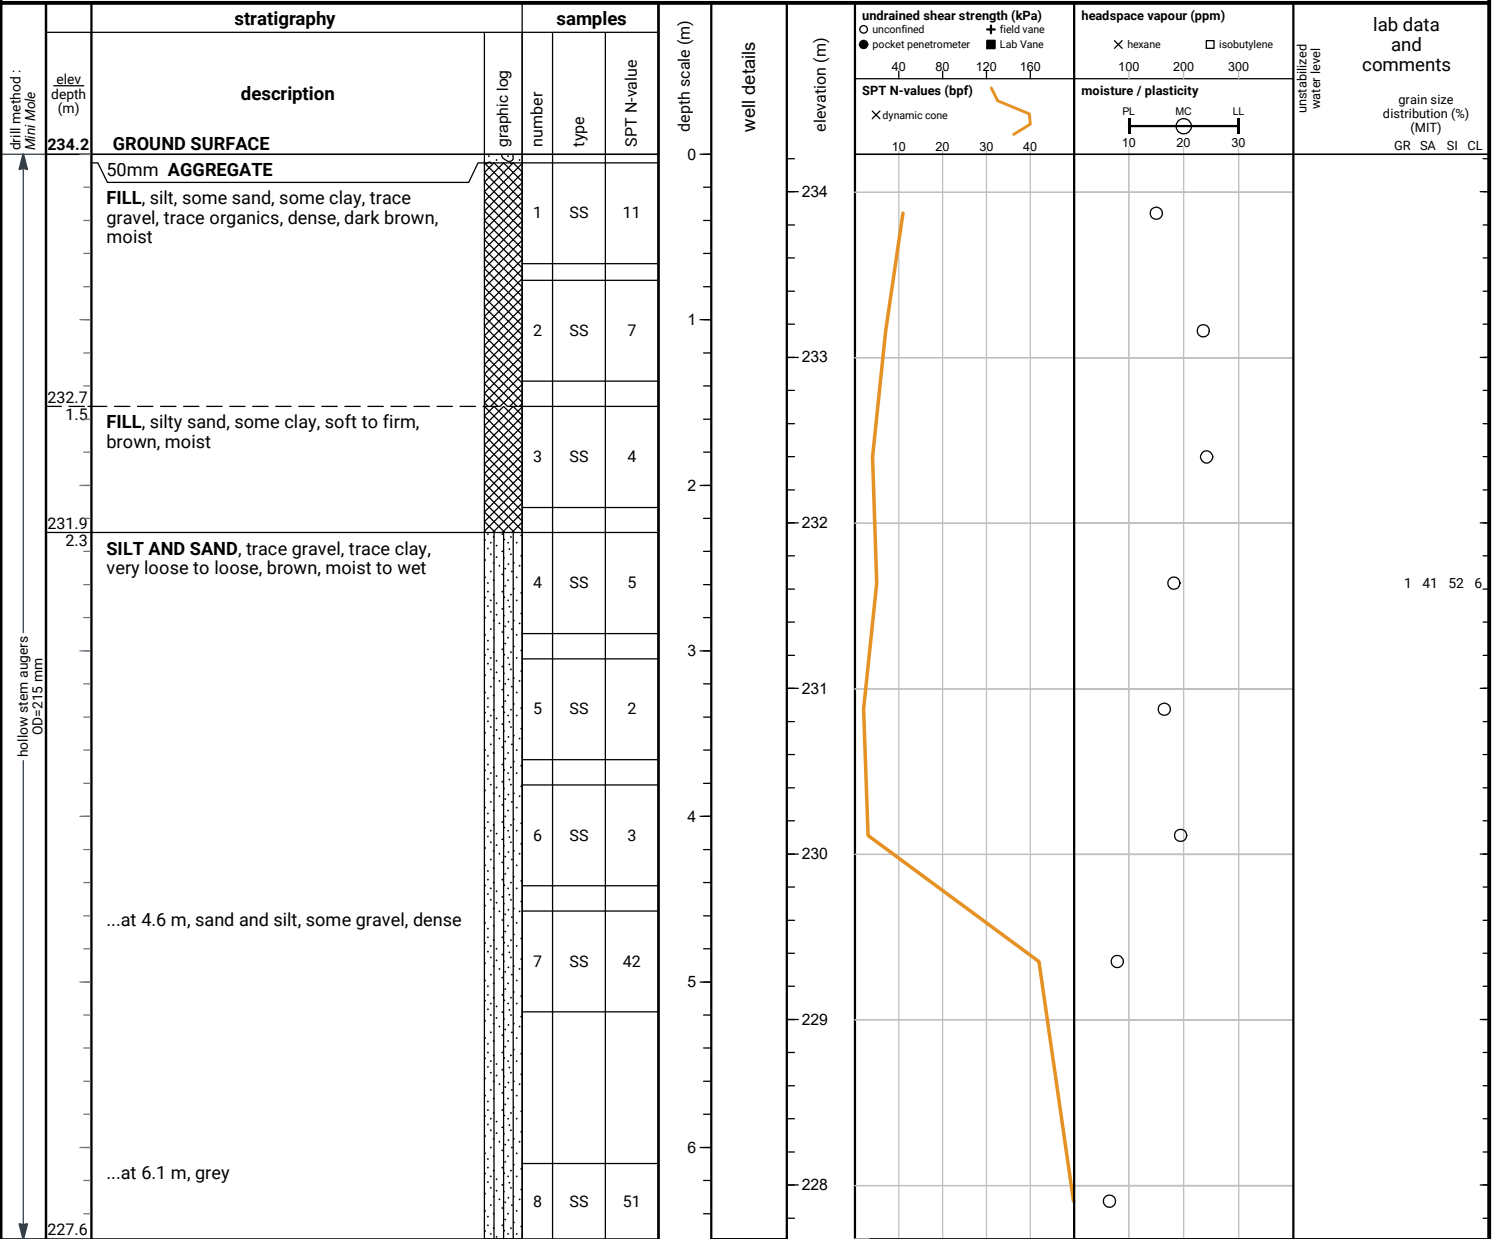 stratigraphy
samples
drill method :
Mini Mole
elev
depth
(m)
description
graphic log
number
type
SPT N-value
depth scale (m)
well details
elevation (m)
undrained shear strength (kPa)
unconfined
field vane
pocket penetrometer
Lab Vane
40 80 120 160
SPT N-values (bpf)
dynamic cone
10 20 30 40
headspace vapour (ppm)
hexane
isobutylene
100 200 300
moisture / plasticity
PL MC LL
10 20 30
unstabilized
water level
lab data
and
comments
grain size
distribution (%)
(MIT)
GR SA SI CL
234.2 GROUND SURFACE
0
50mm AGGREGATE
234
FILL, silt, some sand, some clay, trace
gravel, trace organics, dense, dark brown,
moist
1 SS 11
1
2 SS 7
233
232.7
1.5
FILL, silty sand, some clay, soft to firm,
brown, moist
3 SS 4
2
231.9
232
2.3
SILT AND SAND, trace gravel, trace clay,
very loose to loose, brown, moist to wet
4 SS 5
1 41 52 6
3
hollow stem augers
OD=215 mm
231
5 SS 2
4
6 SS 3
230
...at 4.6 m, sand and silt, some gravel, dense
7 SS 42
5
229
6
...at 6.1 m, grey
228
8 SS 51
227.6